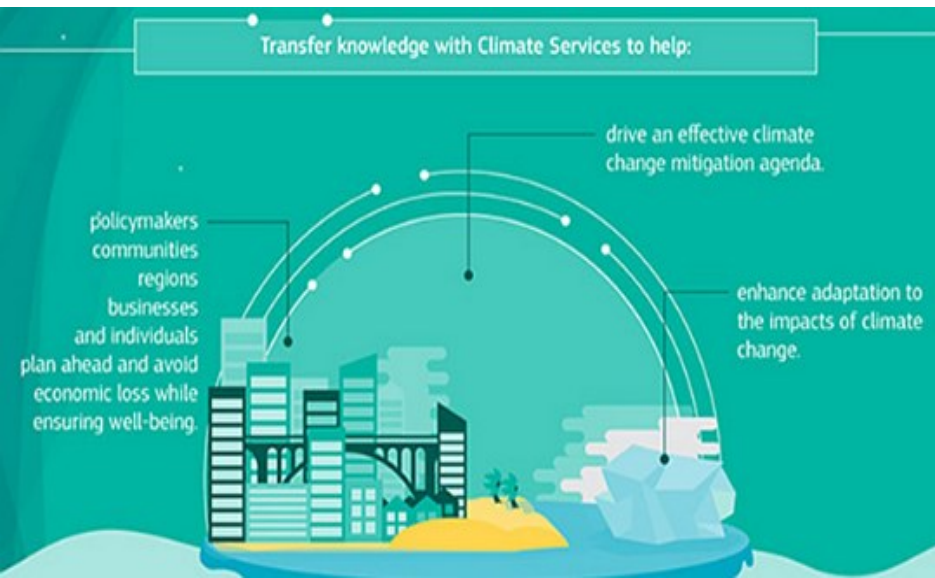 Transfer knowledge with Climate Services to help:
drive an effective climate
change mitigation agenda.
policymakers
communities
regions
businesses
and individuals
plan ahead and avoid
economic loss while
ensuring well-being.
enhance adaptation to
the impacts of climate
change.